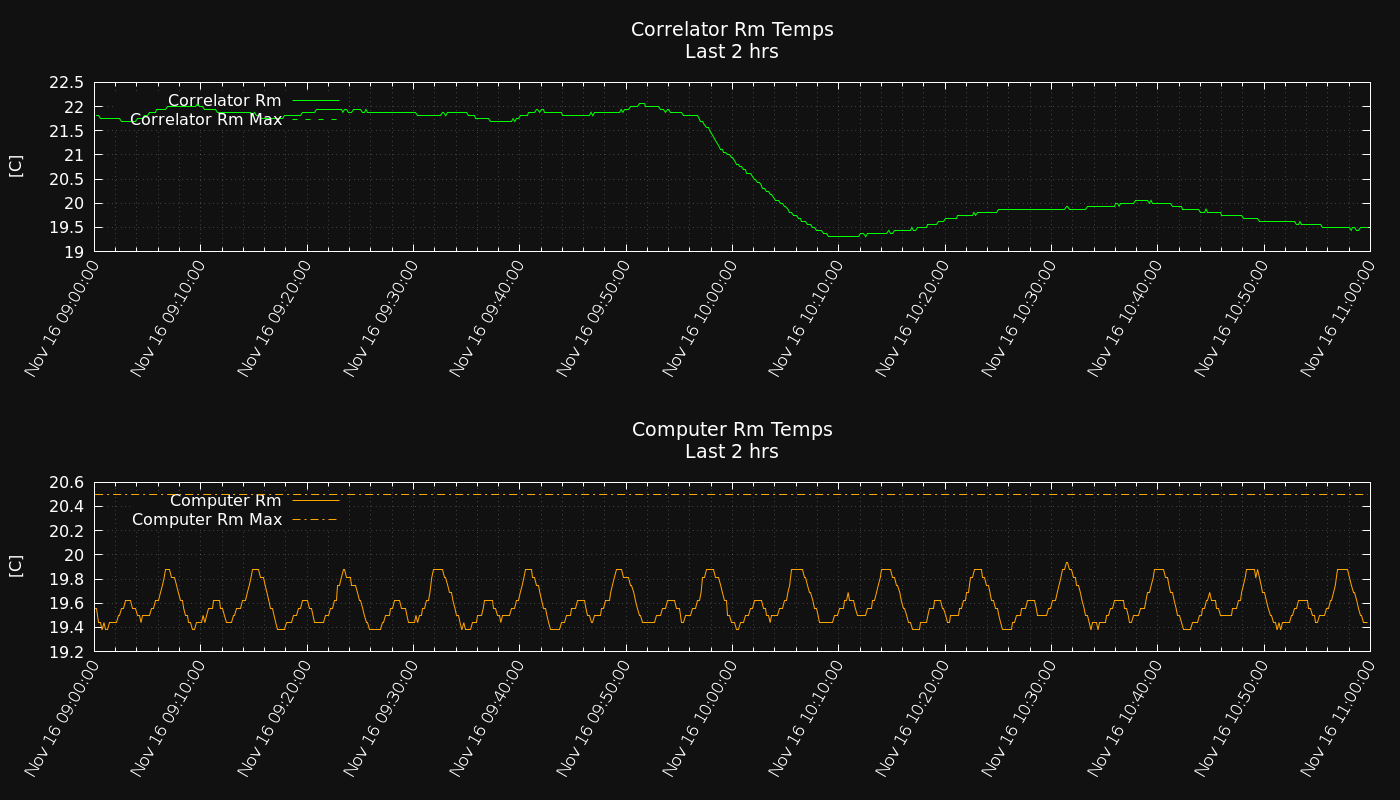 Correlator Rm Temps
Last 2 hrs
22.5
22
21.5
21
20.5
20
19.5
19
[C]
Correlator Rm
Correlator Rm Max
Nov 16 09:00:00
Nov 16 09:10:00
Nov 16 09:20:00
Nov 16 09:30:00
Nov 16 09:40:00
Nov 16 09:50:00
Nov 16 10:00:00
Nov 16 10:10:00
Nov 16 10:20:00
Nov 16 10:30:00
Nov 16 10:40:00
Nov 16 10:50:00
Nov 16 11:00:00
Computer Rm Temps
Last 2 hrs
20.6
20.4
20.2
20
19.8
19.6
19.4
19.2
[C]
Computer Rm
Computer Rm Max
Nov 16 09:00:00
Nov 16 09:10:00
Nov 16 09:20:00
Nov 16 09:30:00
Nov 16 09:40:00
Nov 16 09:50:00
Nov 16 10:00:00
Nov 16 10:10:00
Nov 16 10:20:00
Nov 16 10:30:00
Nov 16 10:40:00
Nov 16 10:50:00
Nov 16 11:00:00